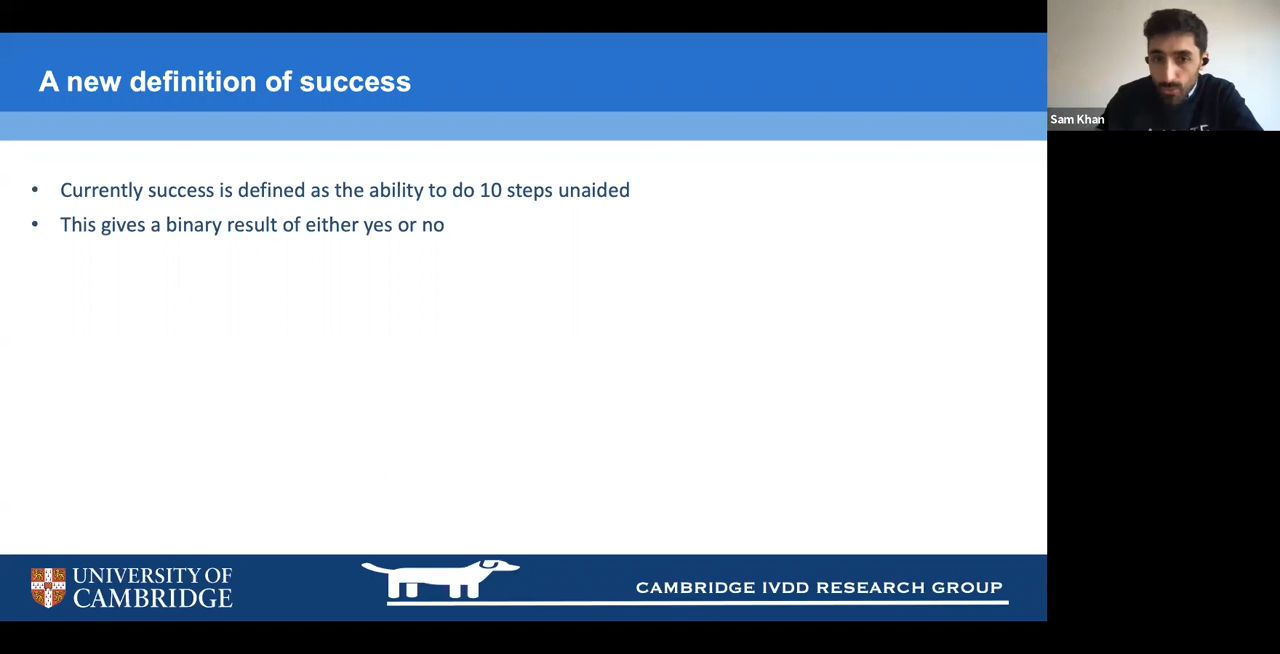 A new definition of success
Sam Khan
• Currently success is defined as the ability to do 10 steps unaided
• This gives a binary result of either yes or no
UNIVERSITY OF
CAMBRIDGE
CAMBRIDGE IVDD RESEARCH GROUP